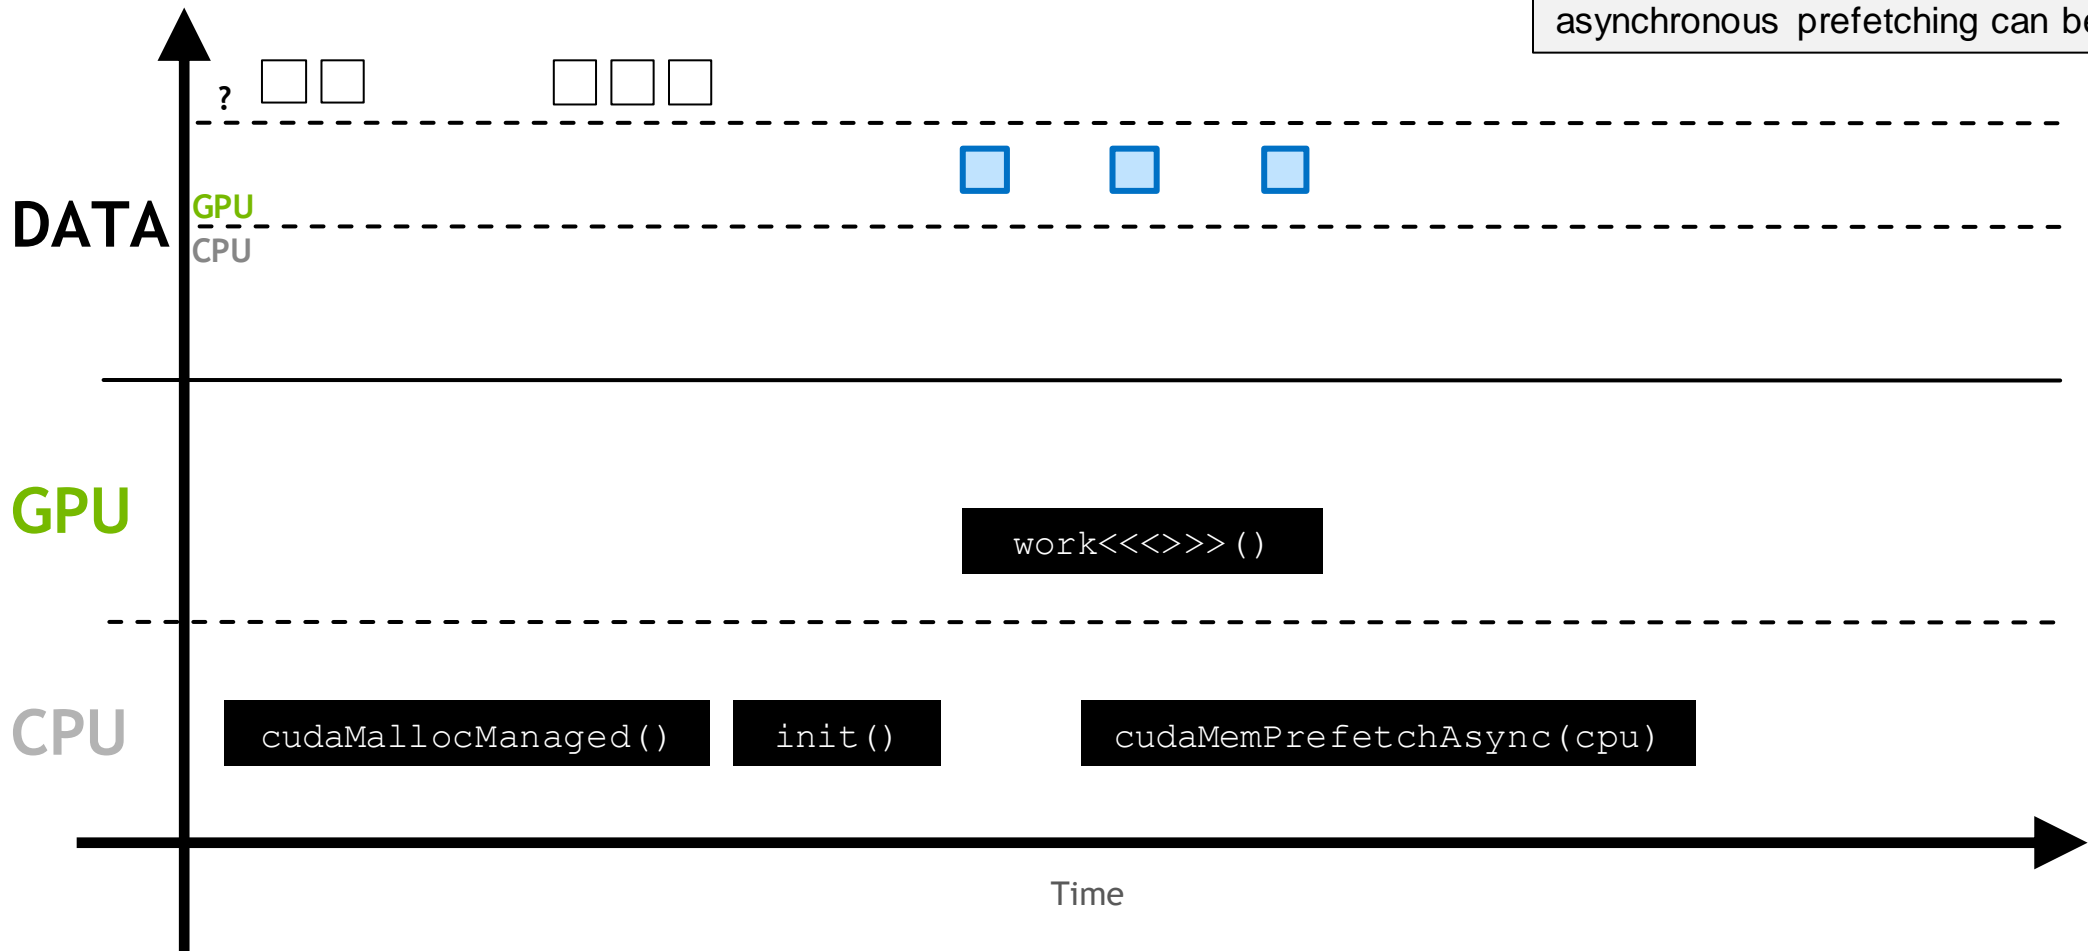 asynchronous prefetching can be
?
DATA
GPU
CPU
GPU
work<<<>>>()
CPU
cudaMallocManaged()
init()
cudaMemPrefetchAsync(cpu)
Time